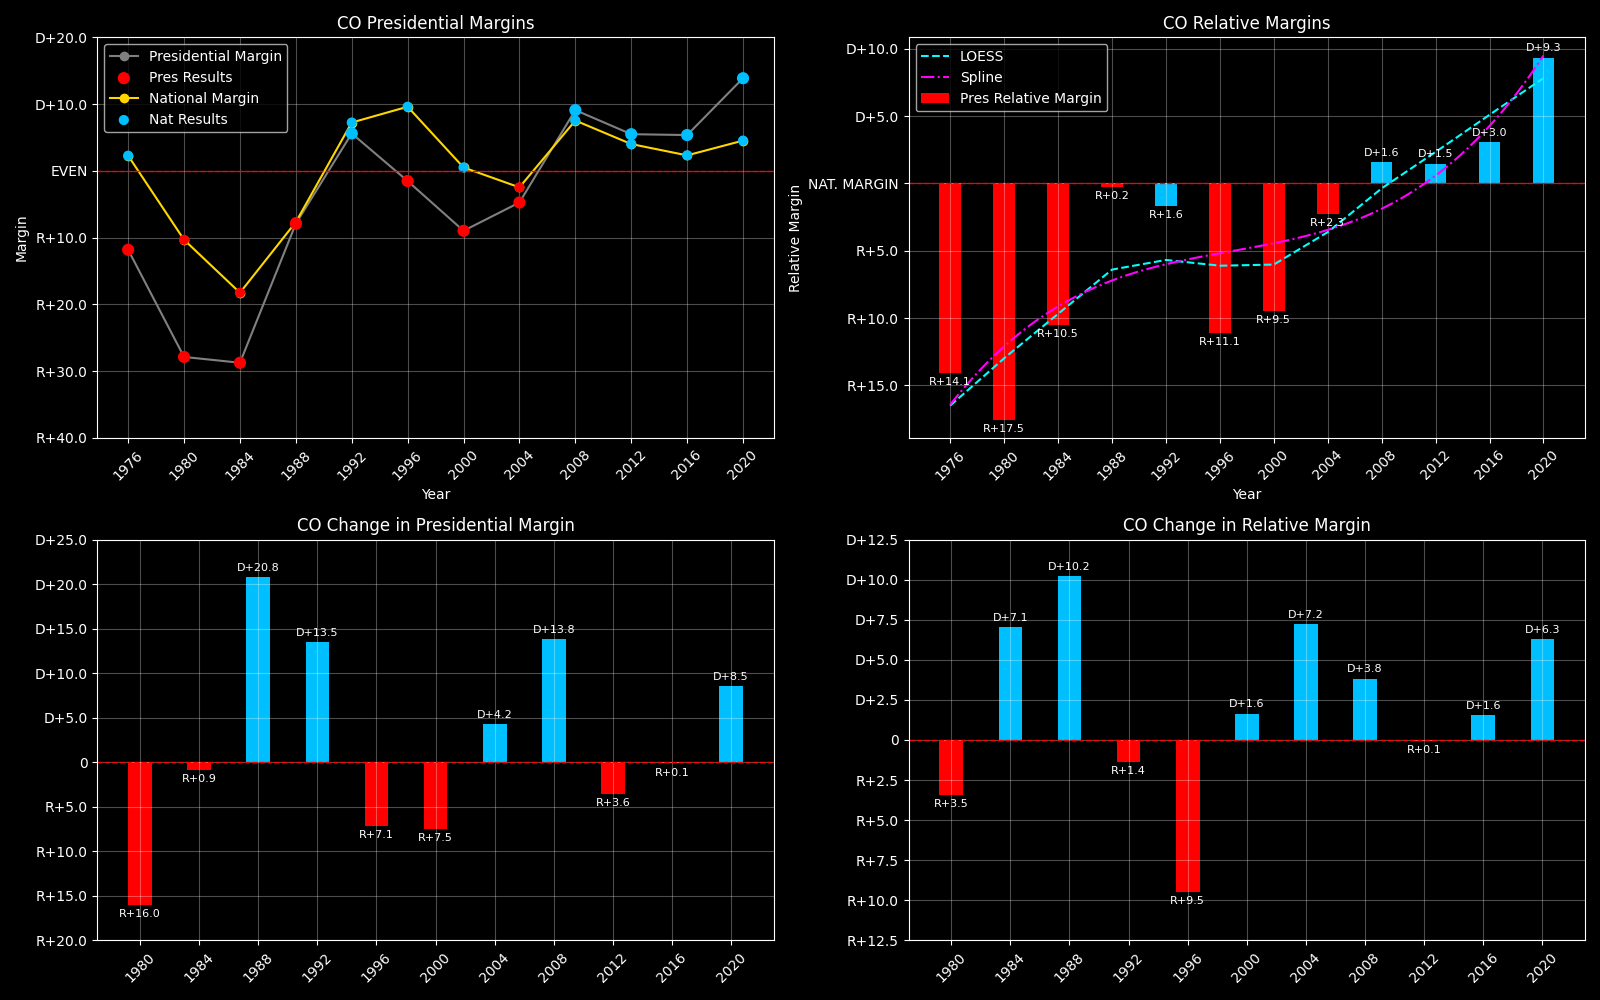 CO Presidential Margins
D+20.0
D+10.0
EVEN
R+10.0
R+20.0
R+30.0
R+40.0
Margin
Presidential Margin
Pres Results
National Margin
Nat Results
1976
1980
1984
1988
1992
1996
2000
2004
2008
2012
2016
2020
Year
CO Relative Margins
D+10.0
D+5.0
NAT. MARGIN
R+5.0
R+10.0
R+15.0
Relative Margin
LOESS
Spline
Pres Relative Margin
R+14.1
R+17.5
R+10.5
R+0.2
R+1.6
R+11.1
R+9.5
R+2.3
D+1.6
D+1.5
D+3.0
D+9.3
1976
1980
1984
1988
1992
1996
2000
2004
2008
2012
2016
2020
Year
CO Change in Presidential Margin
D+25.0
D+20.0
D+15.0
D+10.0
D+5.0
0
R+5.0
R+10.0
R+15.0
R+20.0
R+16.0
R+0.9
D+20.8
D+13.5
R+7.1
R+7.5
D+4.2
D+13.8
R+3.6
R+0.1
D+8.5
1980
1984
1988
1992
1996
2000
2004
2008
2012
2016
2020
CO Change in Relative Margin
D+12.5
D+10.0
D+7.5
D+5.0
D+2.5
0
R+2.5
R+5.0
R+7.5
R+10.0
R+12.5
R+3.5
D+7.1
D+10.2
R+1.4
R+9.5
D+1.6
D+7.2
D+3.8
R+0.1
D+1.6
D+6.3
1980
1984
1988
1992
1996
2000
2004
2008
2012
2016
2020